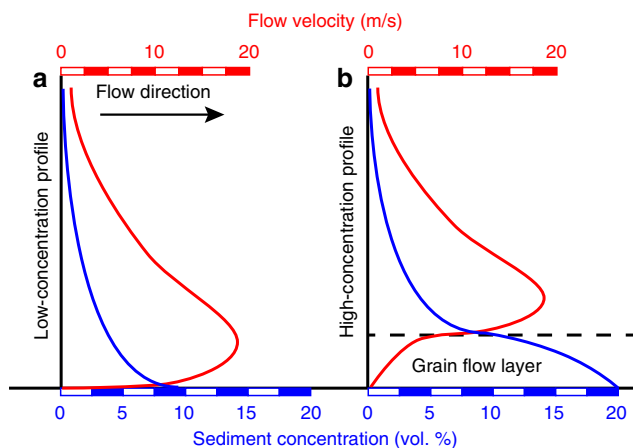 Flow velocity (m/s)
0 10 20 0 10 20
a b
Flow direction
Low-concentration profile
High-concentration profile
Grain flow layer
0 5 10 15 20 0 5 10 15 20
Sediment concentration (vol. %)